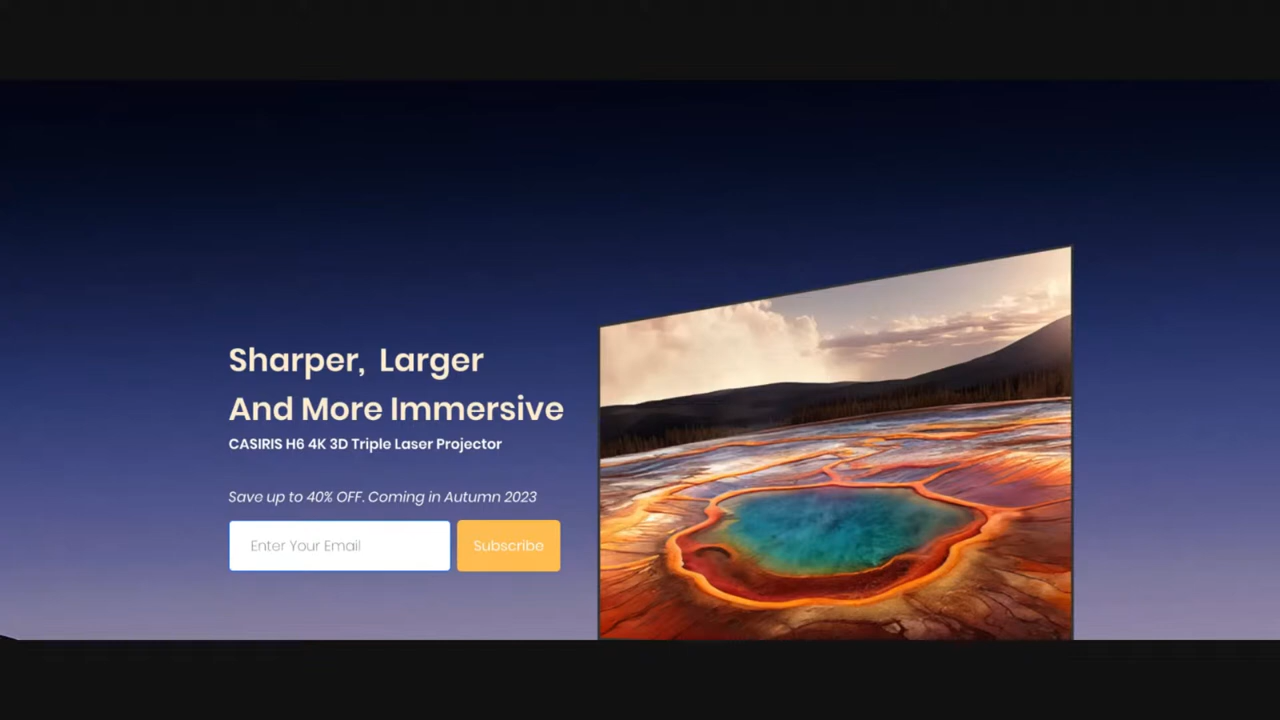 Sharper, Larger
And More Immersive
CASIRIS H6 4K 3D Triple Laser Projector
Save up to 40% OFF. Coming in Autumn 2023
Enter Your Email
Subscribe